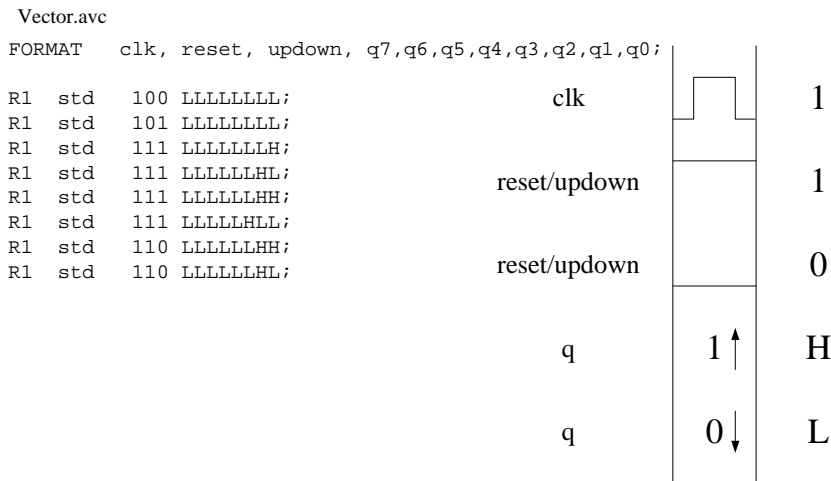 Vector.avc
FORMAT clk, reset, updown, q7,q6,q5,q4,q3,q2,q1,q0;
R1 std 100 LLLLLLLL;
R1 std 101 LLLLLLLL;
R1 std 111 LLLLLLLH;
R1 std 111 LLLLLLHL;
R1 std 111 LLLLLLHH;
R1 std 111 LLLLLHLL;
R1 std 110 LLLLLLHH;
R1 std 110 LLLLLLHL;
clk 1
reset/updown 1
reset/updown 0
q 1 H
q 0 L